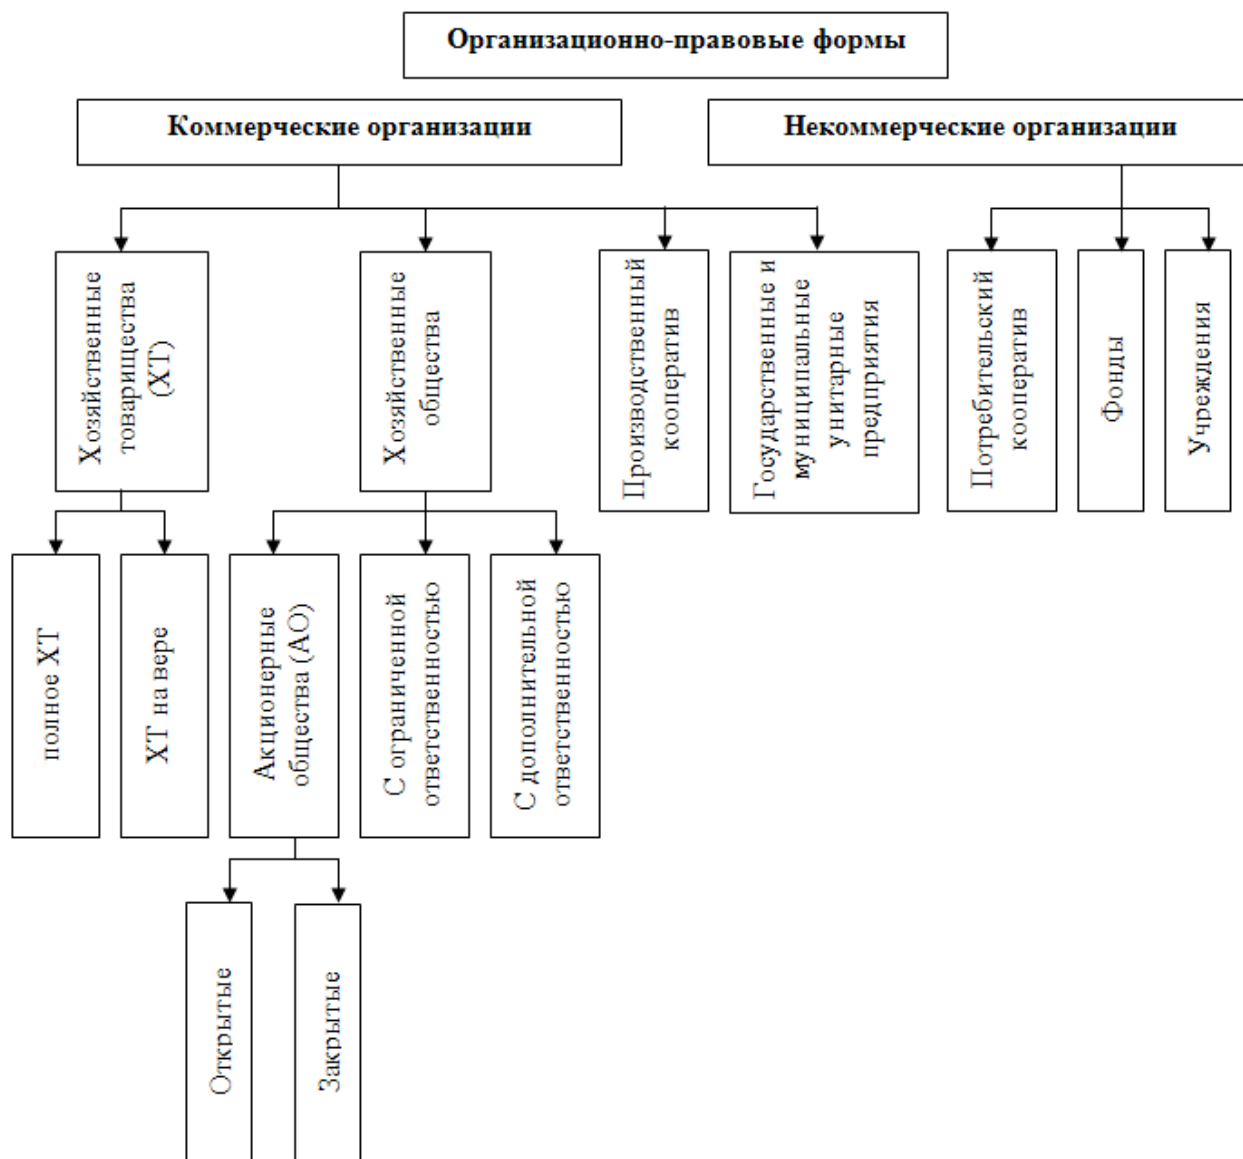 Организационно-правовые формы
Коммерческие организации
Некоммерческие организации
Хозяйственные
товарищества
(ХТ)
Хозяйственные
общества
Производственный
кооператив
Государственные и
муниципальные
унитарные
предприятия
Потребительский
кооператив
Фонды
Учреждения
полное ХТ
ХТ на вере
Акционерные
общества (АО)
С ограниченной
ответственностью
С дополнительной
ответственностью
Открытые
Закрытые